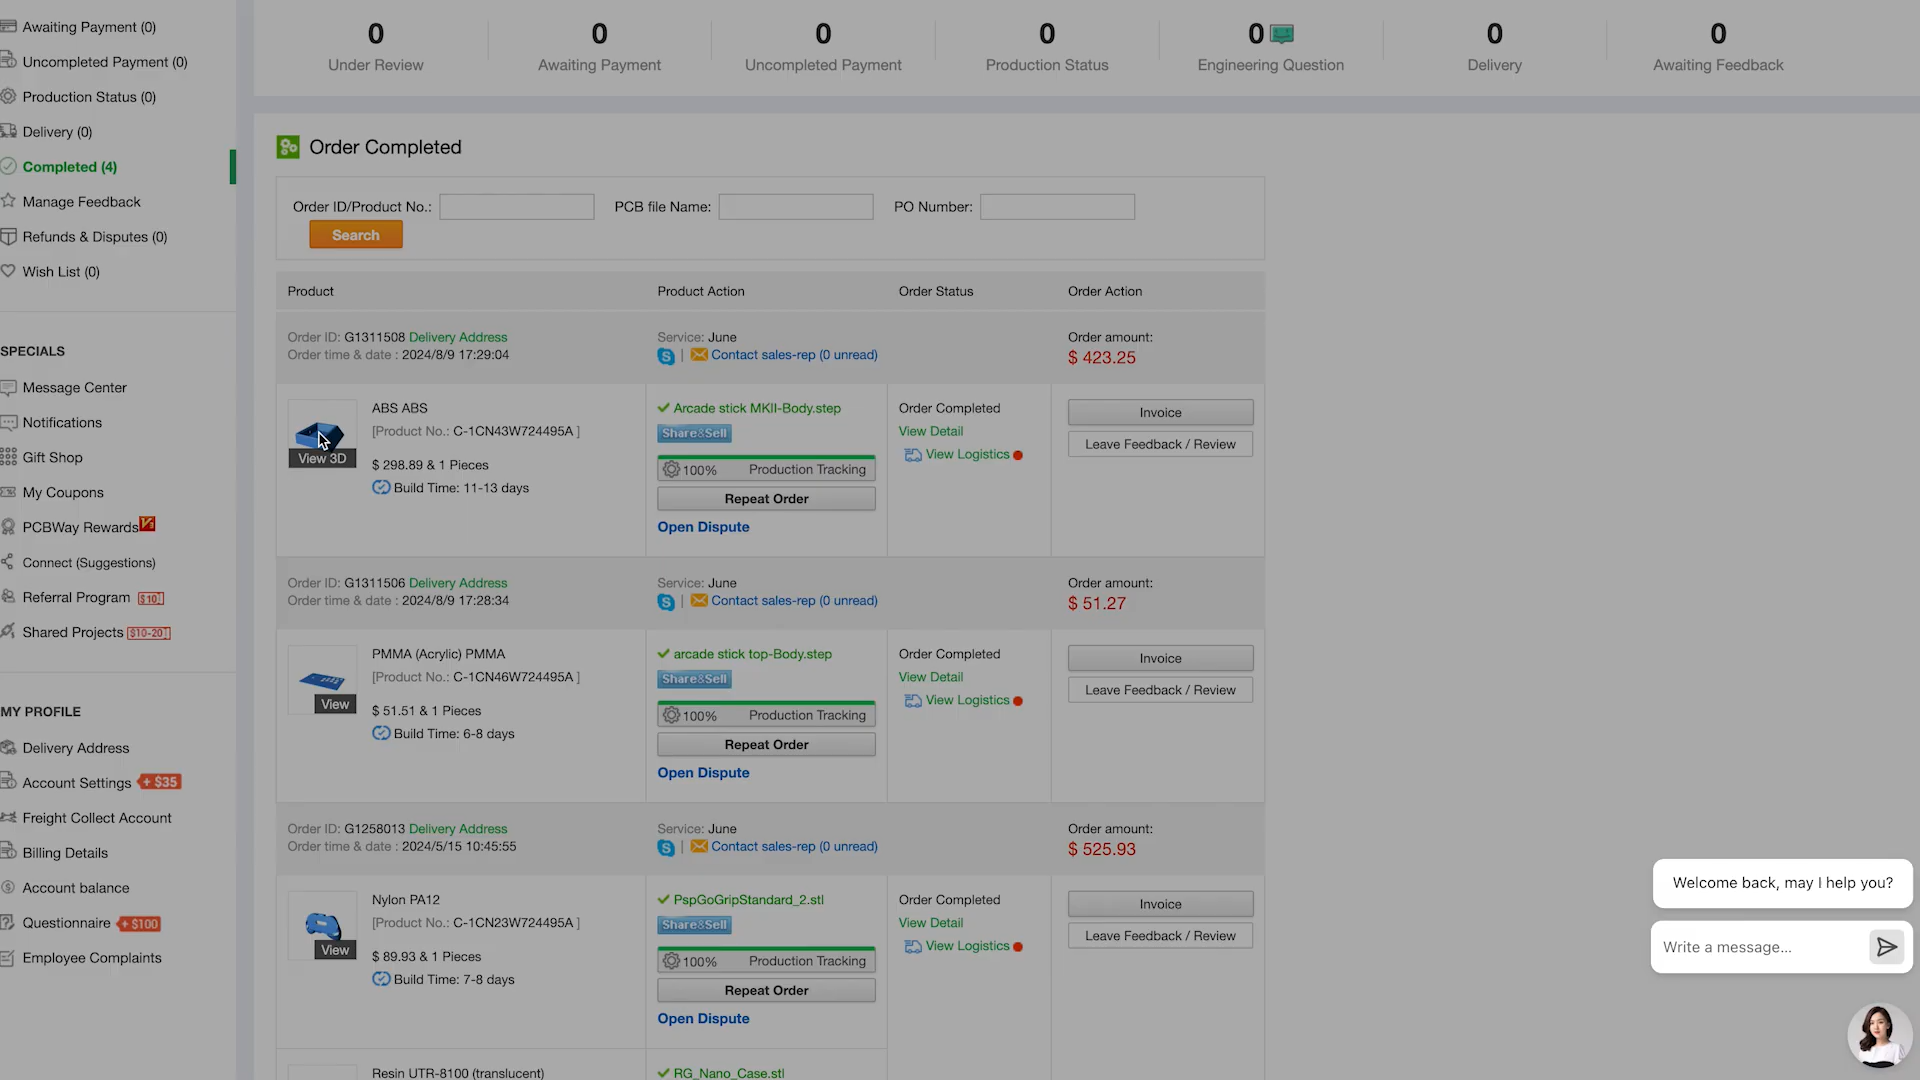 Awaiting Payment (0)
Uncompleted Payment (0)
Production Status (0)
Delivery (0)
Completed (4)
Manage Feedback
Refunds & Disputes (0)
Wish List (0)
SPECIALS
Message Center
Notifications
Gift Shop
My Coupons
PCBWay Rewards
Connect (Suggestions)
Referral Program $10
Shared Projects $10-20
MY PROFILE
Delivery Address
Account Settings + $35
Freight Collect Account
Billing Details
Account balance
Questionnaire + $100
Employee Complaints
0 0 0 0 0 0 0
Under Review Awaiting Payment Uncompleted Payment Production Status Engineering Question Delivery Awaiting Feedback
Order Completed
Order ID/Product No.: PCB file Name: PO Number:
Search
Product Product Action Order Status Order Action
Order ID: G1311508 Delivery Address Service: June Order amount:
Order time & date : 2024/8/9 17:29:04 | Contact sales-rep (0 unread) $ 423.25
ABS ABS Arcade stick MKII-Body.step Order Completed Invoice
[Product No.: C-1CN43W724495A ] Share&Sell View Detail Leave Feedback / Review
View 3D
$ 298.89 & 1 Pieces 100% Production Tracking View Logistics
Build Time: 11-13 days Repeat Order
Open Dispute
Order ID: G1311506 Delivery Address Service: June Order amount:
Order time & date : 2024/8/9 17:28:34 | Contact sales-rep (0 unread) $ 51.27
PMMA (Acrylic) PMMA arcade stick top-Body.step Order Completed Invoice
[Product No.: C-1CN46W724495A ] Share&Sell View Detail Leave Feedback / Review
View
$ 51.51 & 1 Pieces 100% Production Tracking View Logistics
Build Time: 6-8 days Repeat Order
Open Dispute
Order ID: G1258013 Delivery Address Service: June Order amount:
Order time & date : 2024/5/15 10:45:55 | Contact sales-rep (0 unread) $ 525.93
Nylon PA12 PspGoGripStandard_2.stl Order Completed Invoice
[Product No.: C-1CN23W724495A ] Share&Sell View Detail Leave Feedback / Review
View
$ 89.93 & 1 Pieces 100% Production Tracking View Logistics
Build Time: 7-8 days Repeat Order
Open Dispute
Resin UTR-8100 (translucent) RG_Nano_Case.stl
Welcome back, may I help you?
Write a message...